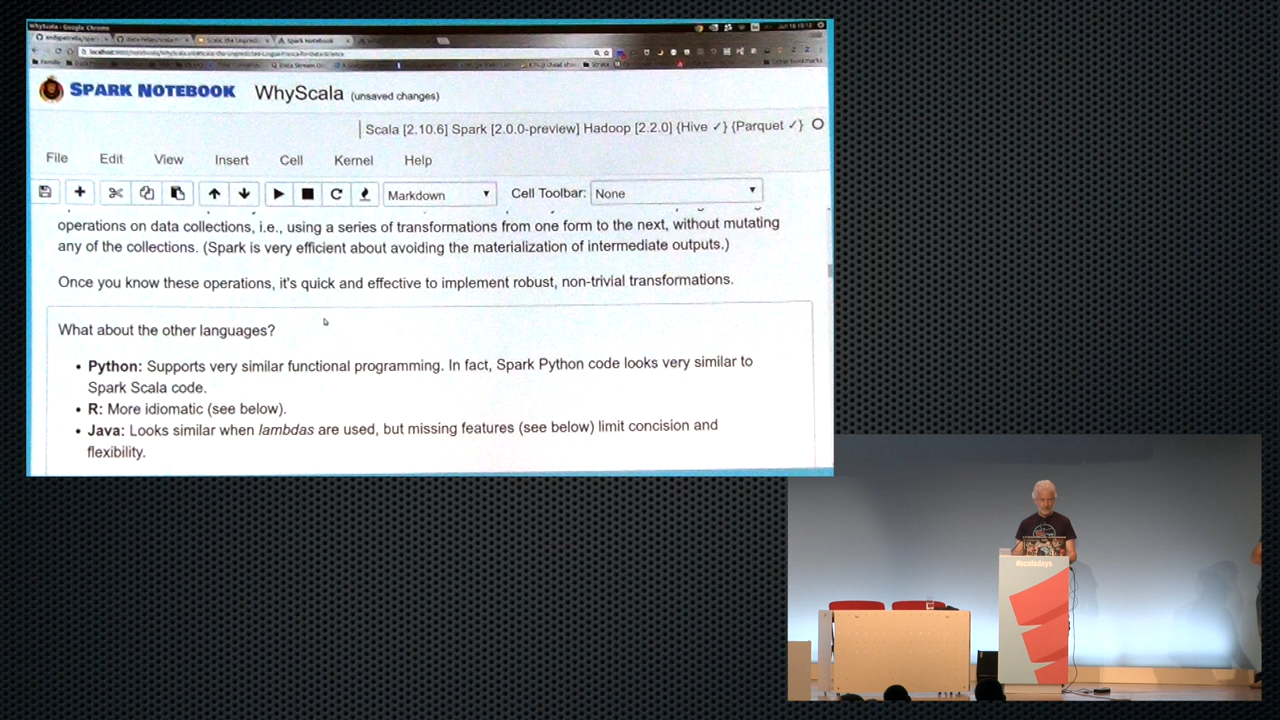 WhyScala - Google Chrome
Spark Notebook
SPARK NOTEBOOK WhyScala (unsaved changes)
Scala [2.10.6] Spark [2.0.0-preview] Hadoop [2.2.0] {Hive ✓} {Parquet ✓}
File Edit View Insert Cell Kernel Help
Markdown Cell Toolbar: None
operations on data collections, i.e., using a series of transformations from one form to the next, without mutating
any of the collections. (Spark is very efficient about avoiding the materialization of intermediate outputs.)
Once you know these operations, it's quick and effective to implement robust, non-trivial transformations.
What about the other languages?
• Python: Supports very similar functional programming. In fact, Spark Python code looks very similar to
Spark Scala code.
• R: More idiomatic (see below).
• Java: Looks similar when lambdas are used, but missing features (see below) limit concision and
flexibility.
#scaladays